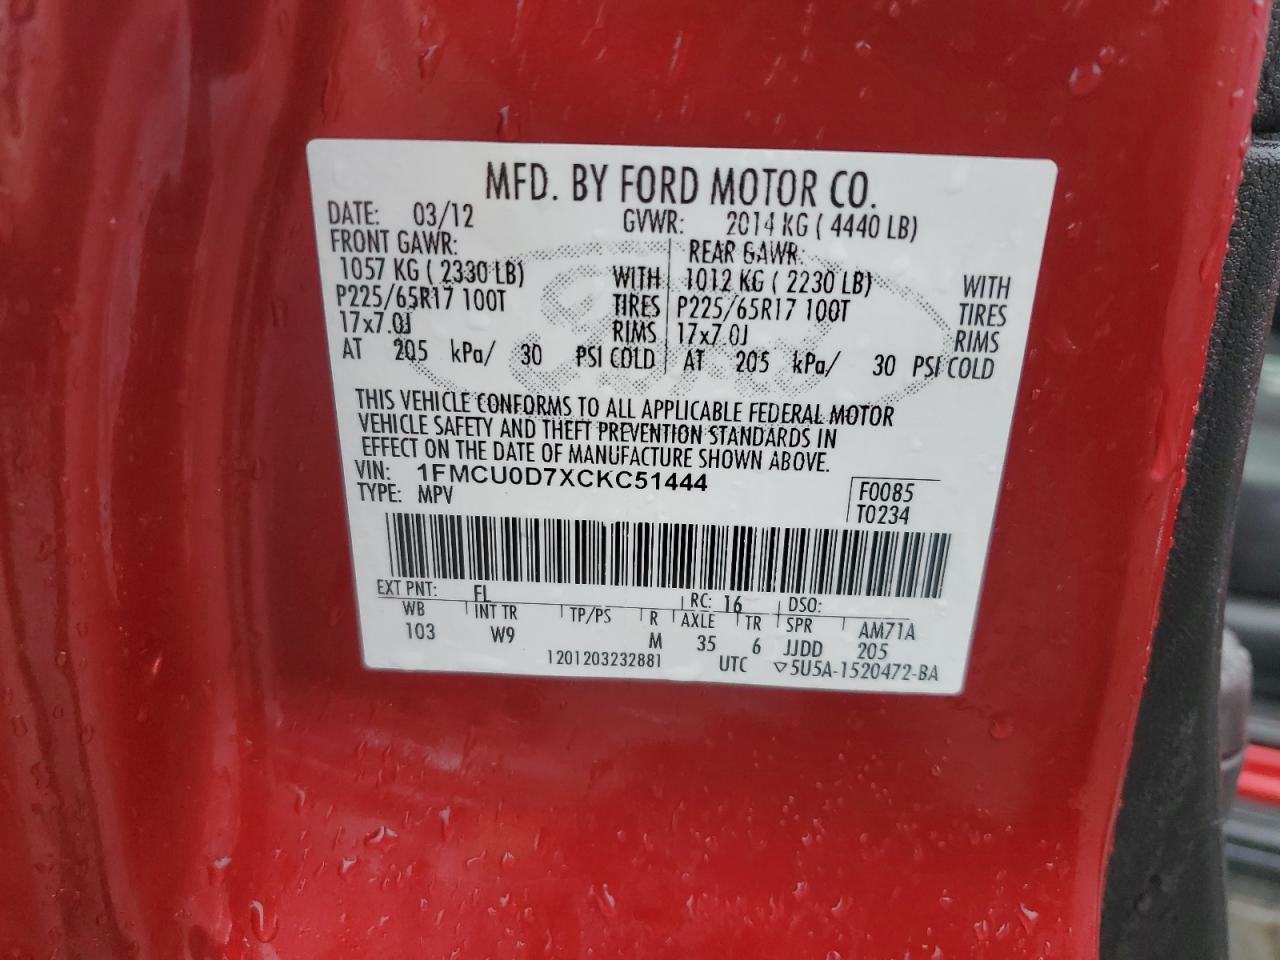 MFD. BY FORD MOTOR CO.
DATE: 03/12 GVWR: 2014 KG ( 4440 LB)
FRONT GAWR: REAR GAWR:
1057 KG ( 2330 LB) WITH 1012 KG ( 2230 LB) WITH
P225/65R17 100T TIRES P225/65R17 100T TIRES
17x7.0J RIMS 17x7.0J RIMS
AT 205 kPa/ 30 PSI COLD AT 205 kPa/ 30 PSI COLD
THIS VEHICLE CONFORMS TO ALL APPLICABLE FEDERAL MOTOR
VEHICLE SAFETY AND THEFT PREVENTION STANDARDS IN
EFFECT ON THE DATE OF MANUFACTURE SHOWN ABOVE.
VIN: 1FMCU0D7XCKC51444
TYPE: MPV
F0085
T0234
EXT PNT: FL RC: 16 DSO:
WB INT TR TP/PS R AXLE TR SPR AM71A
103 W9 M 35 6 JJDD 205
1201203232881 UTC ▽5U5A-1520472-BA